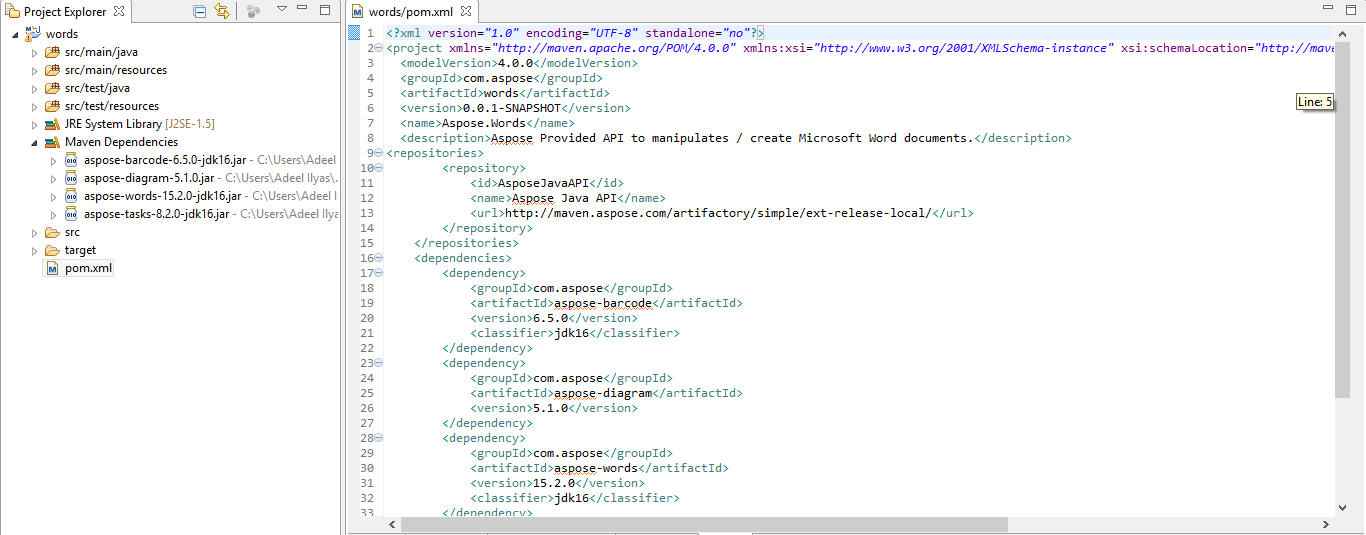 Project Explorer
words
src/main/java
src/main/resources
src/test/java
src/test/resources
JRE System Library [J2SE-1.5]
Maven Dependencies
aspose-barcode-6.5.0-jdk16.jar - C:\Users\Adeel
aspose-diagram-5.1.0.jar - C:\Users\Adeel Ilyas\
aspose-words-15.2.0-jdk16.jar - C:\Users\Adeel Il
aspose-tasks-8.2.0-jdk16.jar - C:\Users\Adeel Ilya
src
target
pom.xml
words/pom.xml
1 <?xml version="1.0" encoding="UTF-8" standalone="no"?>
2 <project xmlns="http://maven.apache.org/POM/4.0.0" xmlns:xsi="http://www.w3.org/2001/XMLSchema-instance" xsi:schemaLocation="http://mave
3 <modelVersion>4.0.0</modelVersion>
4 <groupId>com.aspose</groupId>
5 <artifactId>words</artifactId>
6 <version>0.0.1-SNAPSHOT</version>
7 <name>Aspose.Words</name>
8 <description>Aspose Provided API to manipulates / create Microsoft Word documents.</description>
9 <repositories>
10 <repository>
11 <id>AsposeJavaAPI</id>
12 <name>Aspose Java API</name>
13 <url>http://maven.aspose.com/artifactory/simple/ext-release-local/</url>
14 </repository>
15 </repositories>
16 <dependencies>
17 <dependency>
18 <groupId>com.aspose</groupId>
19 <artifactId>aspose-barcode</artifactId>
20 <version>6.5.0</version>
21 <classifier>jdk16</classifier>
22 </dependency>
23 <dependency>
24 <groupId>com.aspose</groupId>
25 <artifactId>aspose-diagram</artifactId>
26 <version>5.1.0</version>
27 </dependency>
28 <dependency>
29 <groupId>com.aspose</groupId>
30 <artifactId>aspose-words</artifactId>
31 <version>15.2.0</version>
32 <classifier>jdk16</classifier>
33 </dependency>
Line: 5